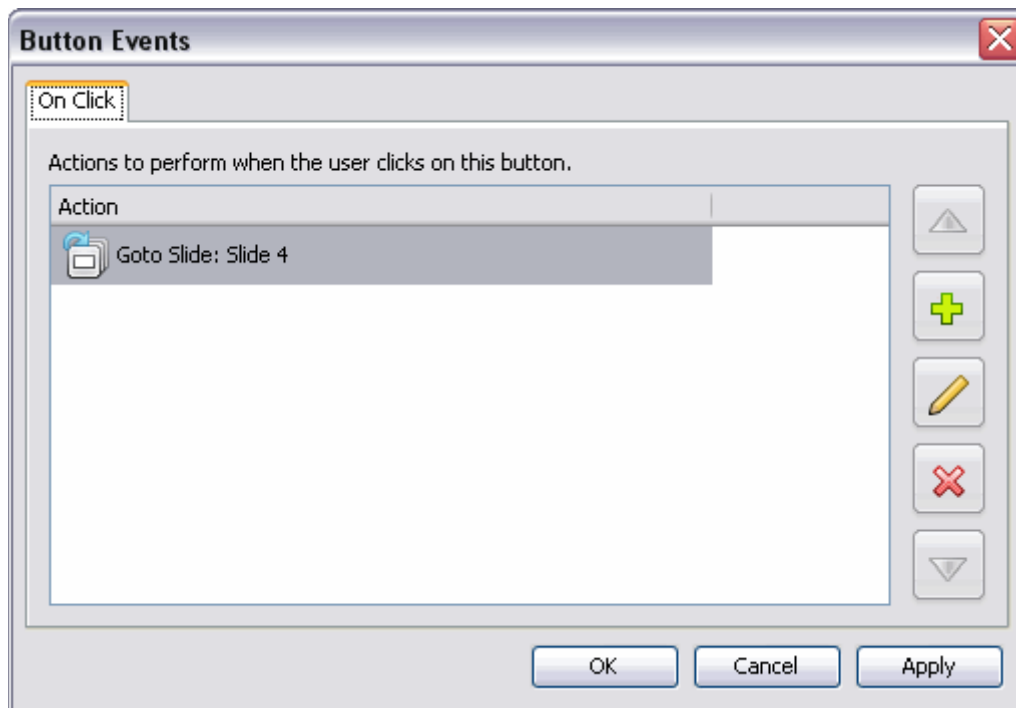 Button Events
On Click
Actions to perform when the user clicks on this button.
Action
Goto Slide: Slide 4
OK Cancel Apply